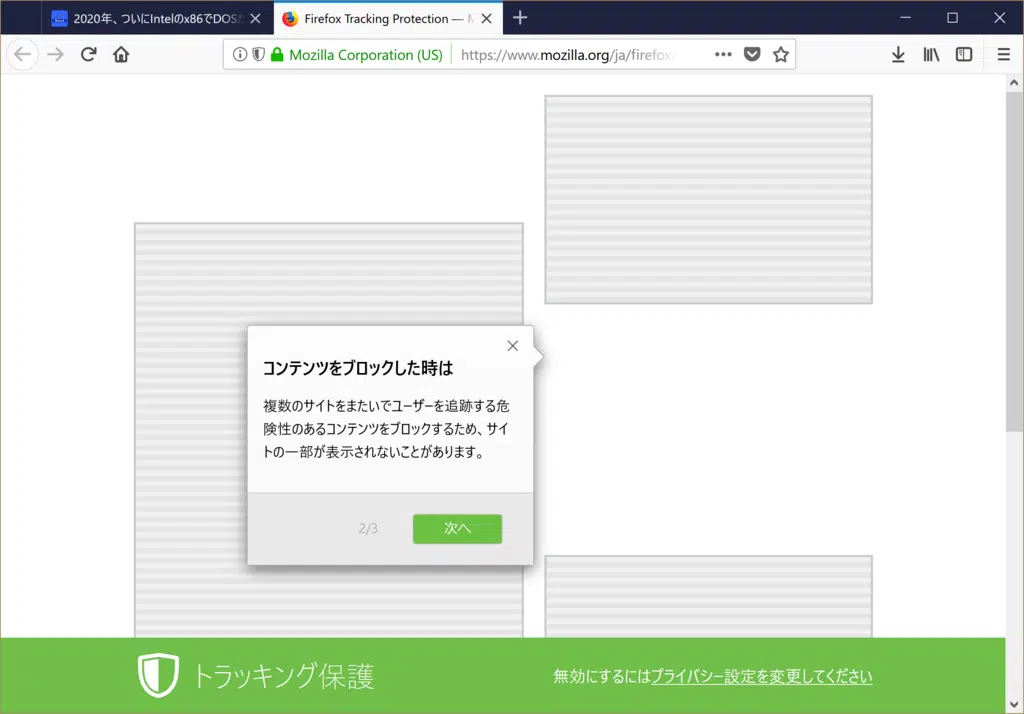 2020年、ついにIntelのx86でDOS
Firefox Tracking Protection —
Mozilla Corporation (US)
https://www.mozilla.org/ja/firefox/
コンテンツをブロックした時は
複数のサイトをまたいでユーザーを追跡する危
険性のあるコンテンツをブロックするため、サイ
トの一部が表示されないことがあります。
2/3
次へ
トラッキング保護
無効にするにはプライバシー設定を変更してください